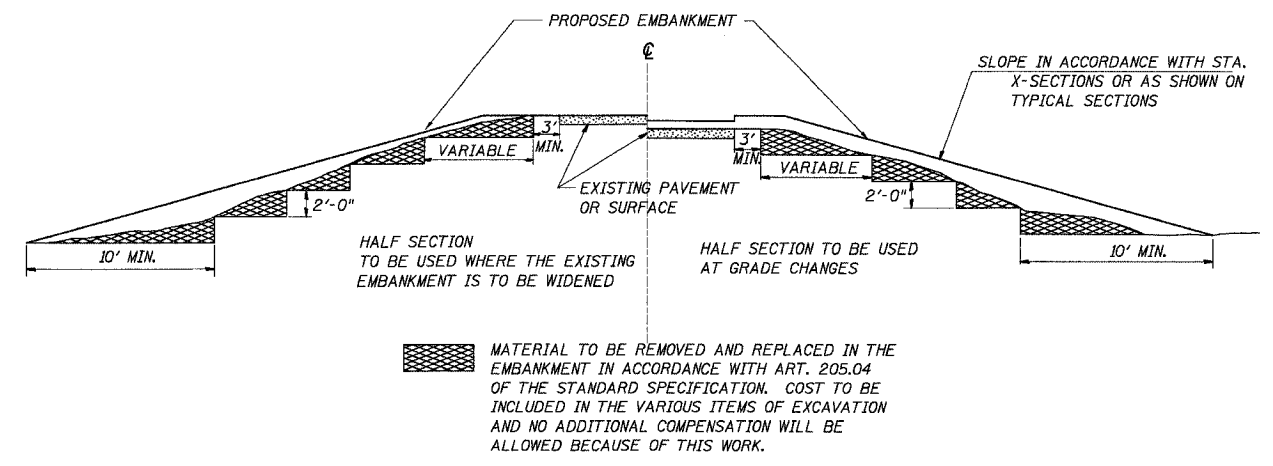 PROPOSED EMBANKMENT
℄
SLOPE IN ACCORDANCE WITH STA.
X-SECTIONS OR AS SHOWN ON
TYPICAL SECTIONS
3'
MIN.
VARIABLE
3'
MIN.
VARIABLE
EXISTING PAVEMENT
OR SURFACE
2'-0"
2'-0"
10' MIN.
HALF SECTION
TO BE USED WHERE THE EXISTING
EMBANKMENT IS TO BE WIDENED
HALF SECTION TO BE USED
AT GRADE CHANGES
10' MIN.
MATERIAL TO BE REMOVED AND REPLACED IN THE
EMBANKMENT IN ACCORDANCE WITH ART. 205.04
OF THE STANDARD SPECIFICATION. COST TO BE
INCLUDED IN THE VARIOUS ITEMS OF EXCAVATION
AND NO ADDITIONAL COMPENSATION WILL BE
ALLOWED BECAUSE OF THIS WORK.